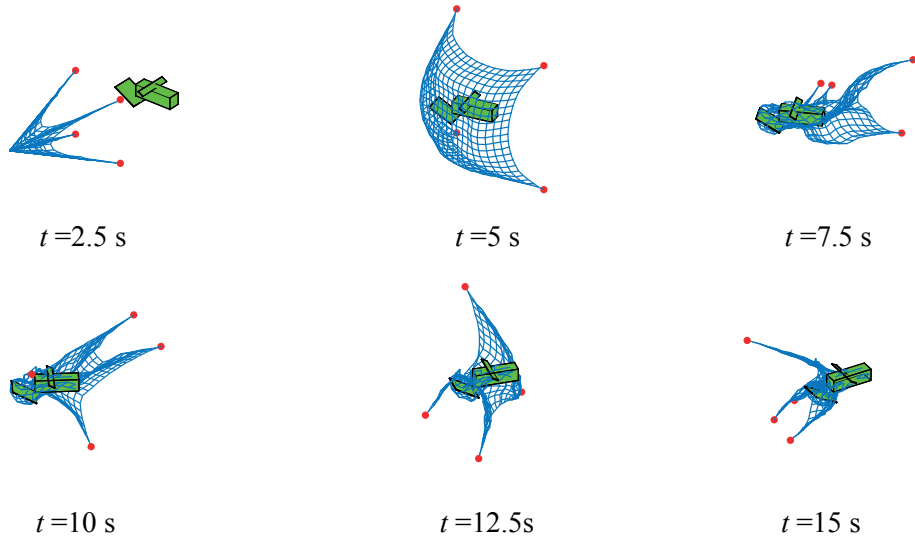 t =2.5 s
t =5 s
t =7.5 s
t =10 s
t =12.5s
t =15 s